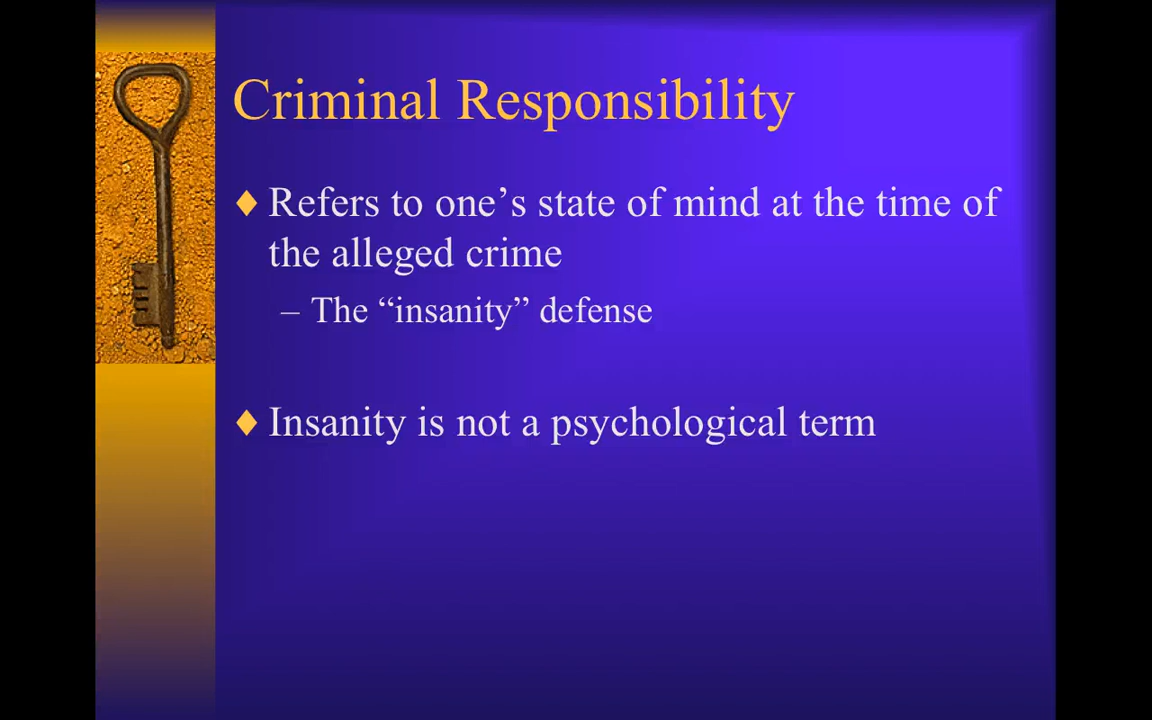 Criminal Responsibility
Refers to one’s state of mind at the time of
the alleged crime
– The “insanity” defense
Insanity is not a psychological term